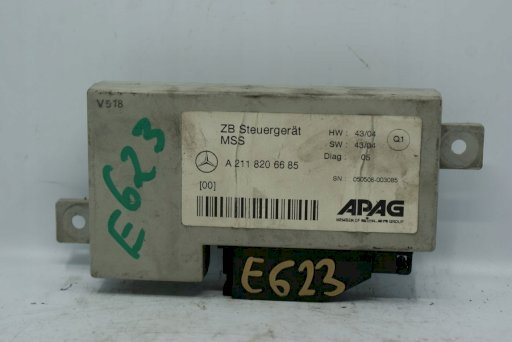 V518
E623
ZB Steuergerät
MSS
A 211 820 66 85
[00]
HW : 43/04
SW : 43/04
Diag : 05
Q1
SN : 050506-003085
APAG
E623